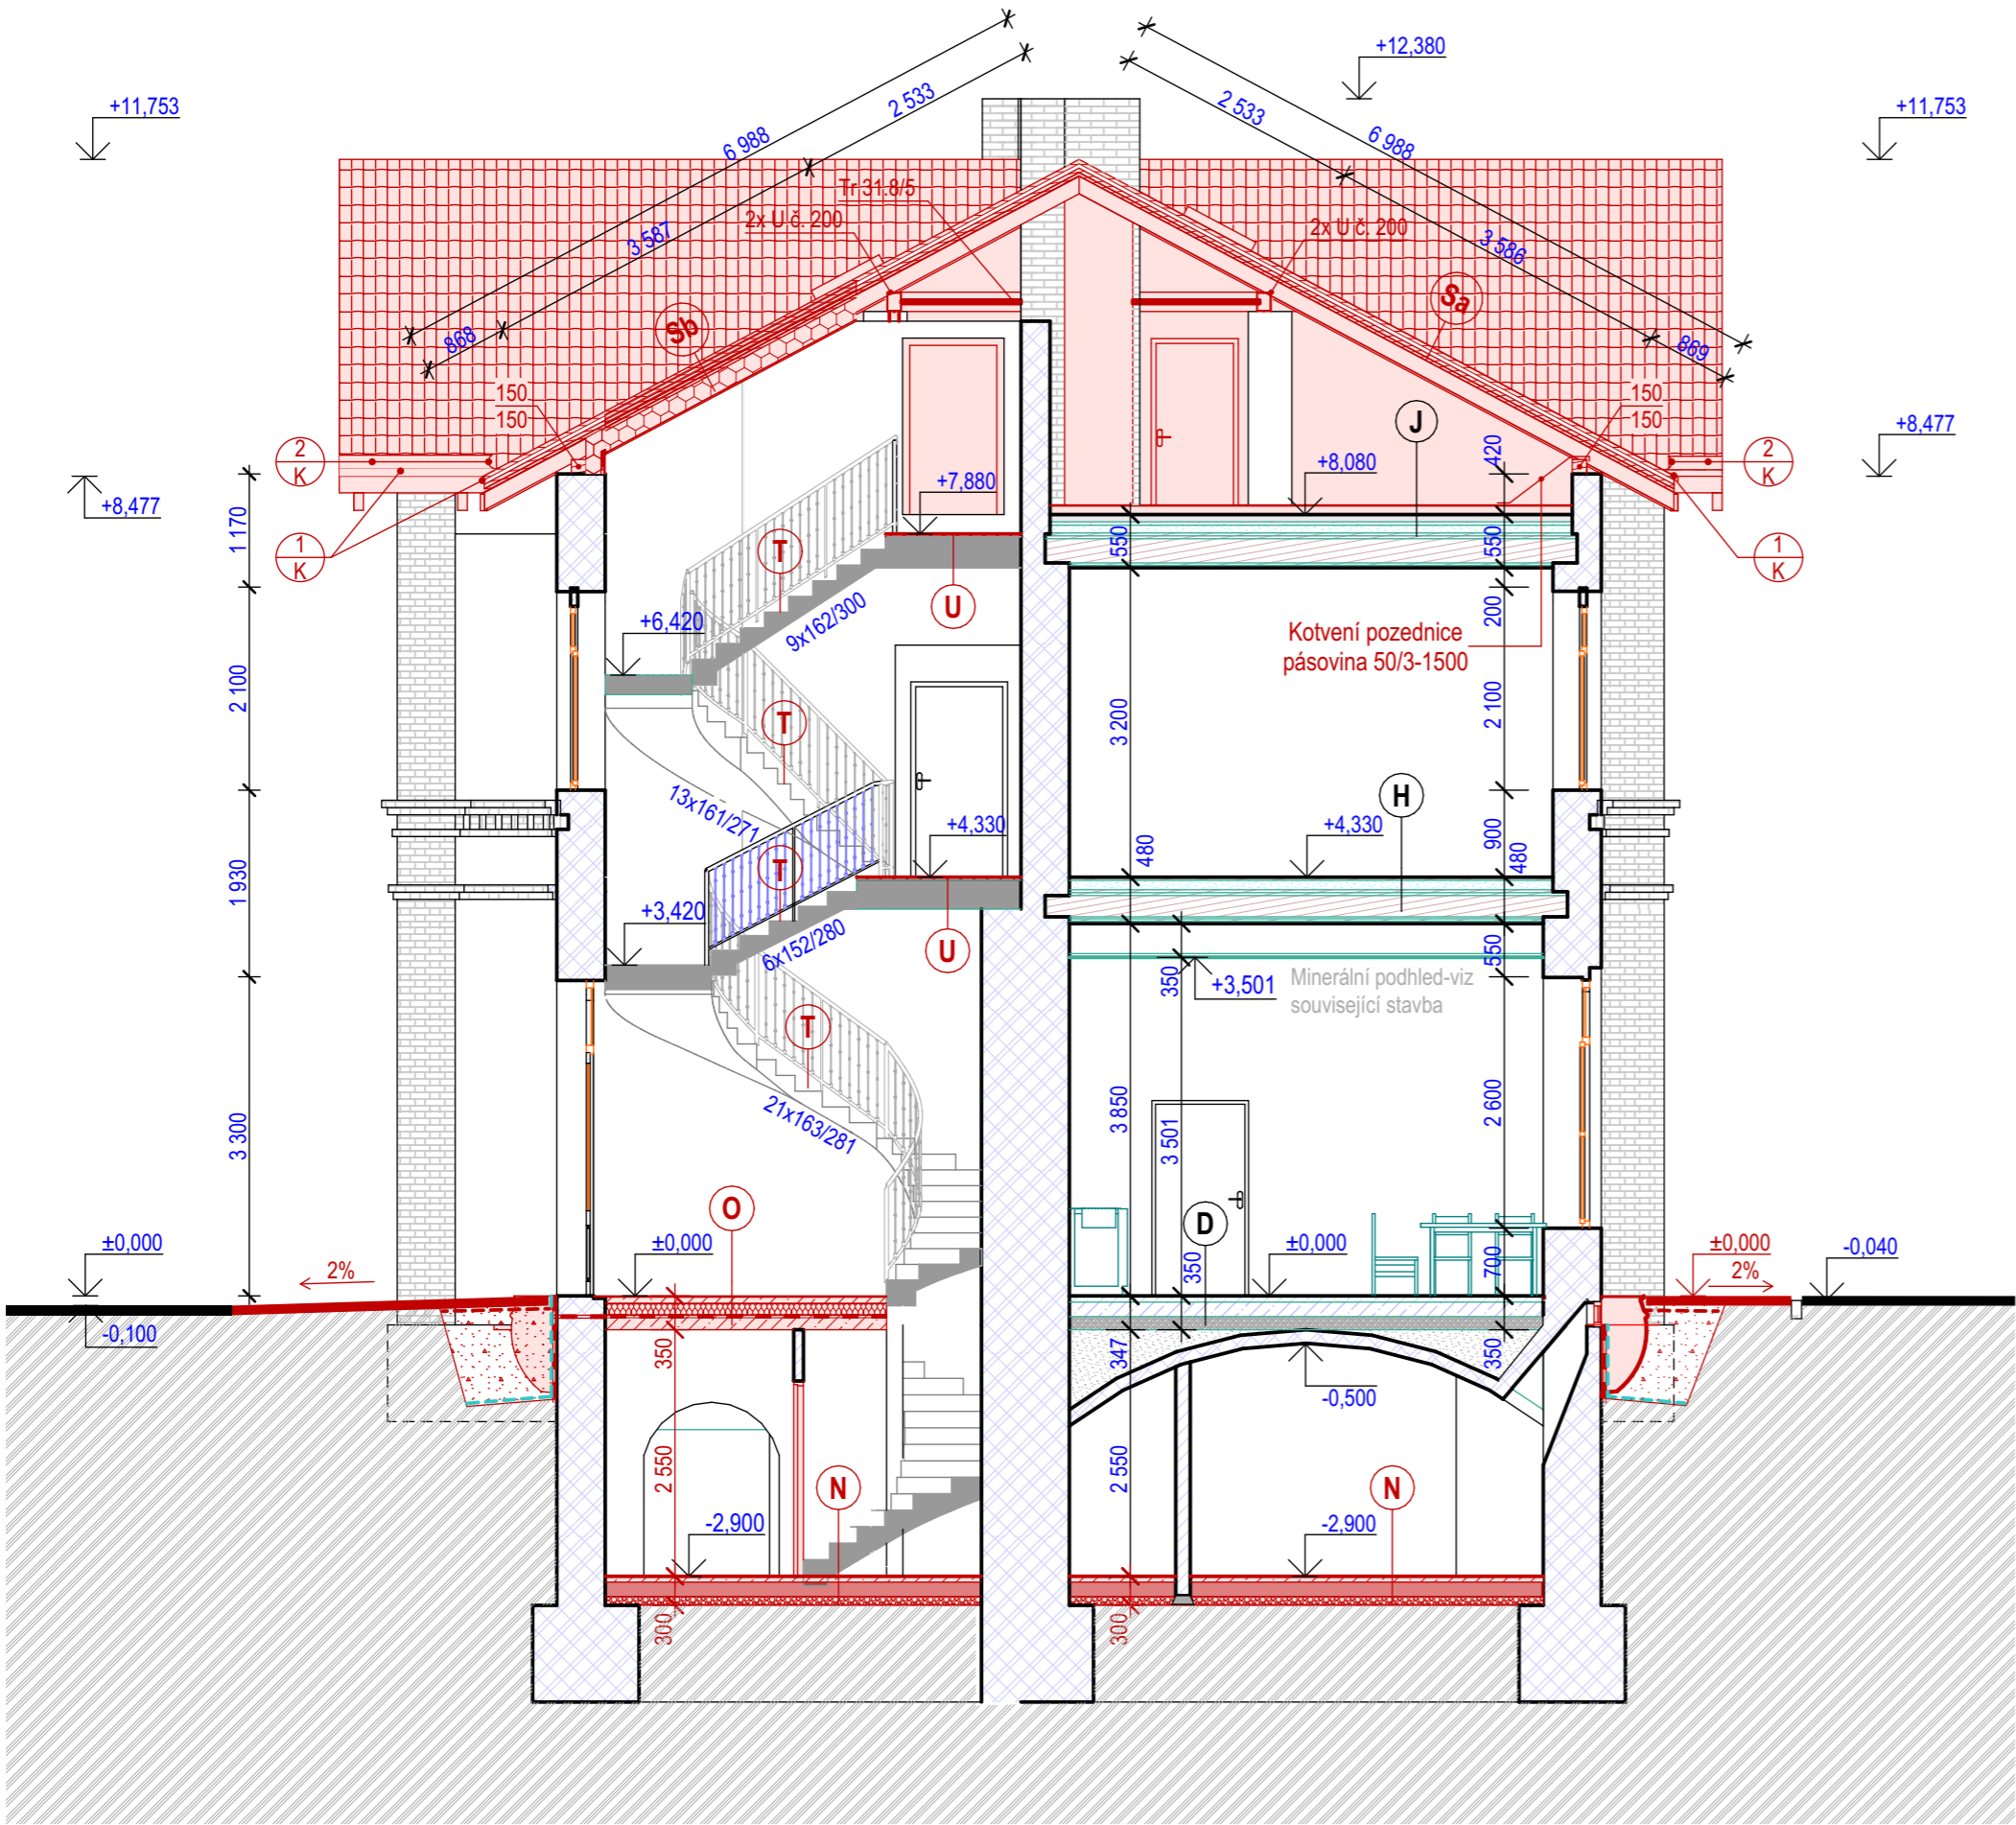 +12,380
+11,753
+11,753
6 988
2 533
2 533
6 988
Tr 31.8/5
2x U č. 200
2x U č. 200
3 587
3 586
868
869
Sb
Sa
150
150
150
150
J
2
K
2
K
+8,477
+8,477
420
+8,080
+7,880
1 170
1
K
1
K
T
550
550
U
9x162/300
+6,420
200
Kotvení pozednice
pásovina 50/3-1500
2 100
T
3 200
2 100
13x161/271
H
+4,330
+4,330
T
480
900
480
1 930
+3,420
6x152/280
U
550
350
+3,501
Minerální podhled-viz
související stavba
T
21x163/281
3 300
3 850
3 501
2 600
O
D
±0,000
±0,000
350
±0,000
700
±0,000
-0,040
2%
2%
-0,100
350
347
350
-0,500
2 550
2 550
N
N
-2,900
-2,900
300
300